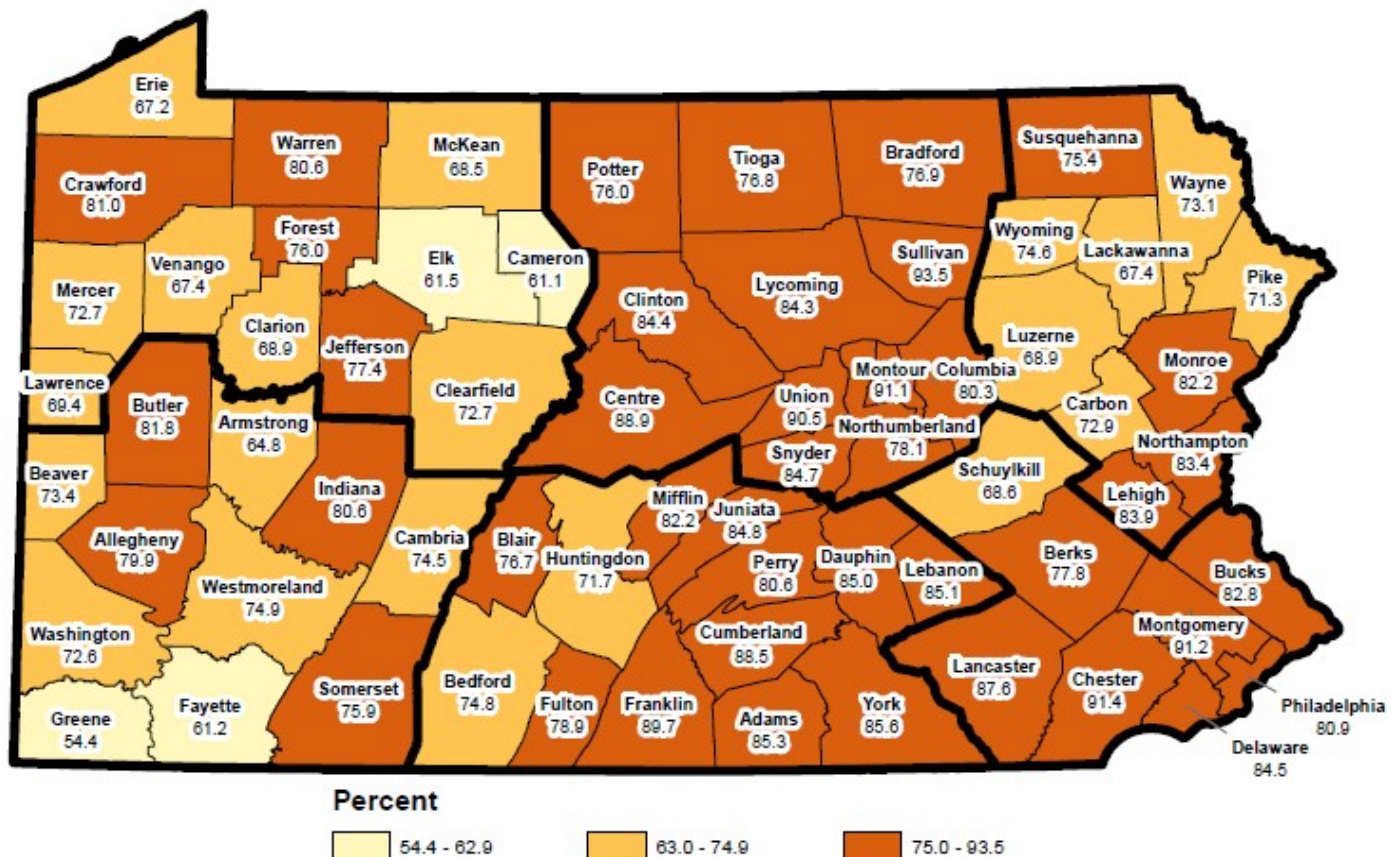 Erie
67.2
Warren
80.6
McKean
68.5
Crawford
81.0
Forest
76.0
Elk
61.5
Cameron
61.1
Venango
67.4
Mercer
72.7
Clarion
68.9
Jefferson
77.4
Clearfield
72.7
Lawrence
69.4
Potter
76.0
Tioga
76.8
Bradford
76.9
Sullivan
93.5
Lycoming
84.3
Clinton
84.4
Centre
88.9
Union
90.5
Montour
91.1
Columbia
80.3
Northumberland
78.1
Snyder
84.7
Susquehanna
75.4
Wayne
73.1
Wyoming
74.6
Lackawanna
67.4
Pike
71.3
Luzerne
68.9
Monroe
82.2
Carbon
72.9
Northampton
83.4
Lehigh
83.9
Butler
81.8
Armstrong
64.8
Beaver
73.4
Indiana
80.6
Allegheny
79.9
Cambria
74.5
Westmoreland
74.9
Washington
72.6
Greene
54.4
Fayette
61.2
Somerset
75.9
Blair
76.7
Huntingdon
71.7
Mifflin
82.2
Juniata
84.8
Perry
80.6
Dauphin
85.0
Lebanon
85.1
Cumberland
88.5
Bedford
74.8
Fulton
78.9
Franklin
89.7
Adams
85.3
York
85.6
Schuylkill
68.6
Berks
77.8
Bucks
82.8
Montgomery
91.2
Lancaster
87.6
Chester
91.4
Philadelphia
80.9
Delaware
84.5
Percent
54.4 - 62.9
63.0 - 74.9
75.0 - 93.5